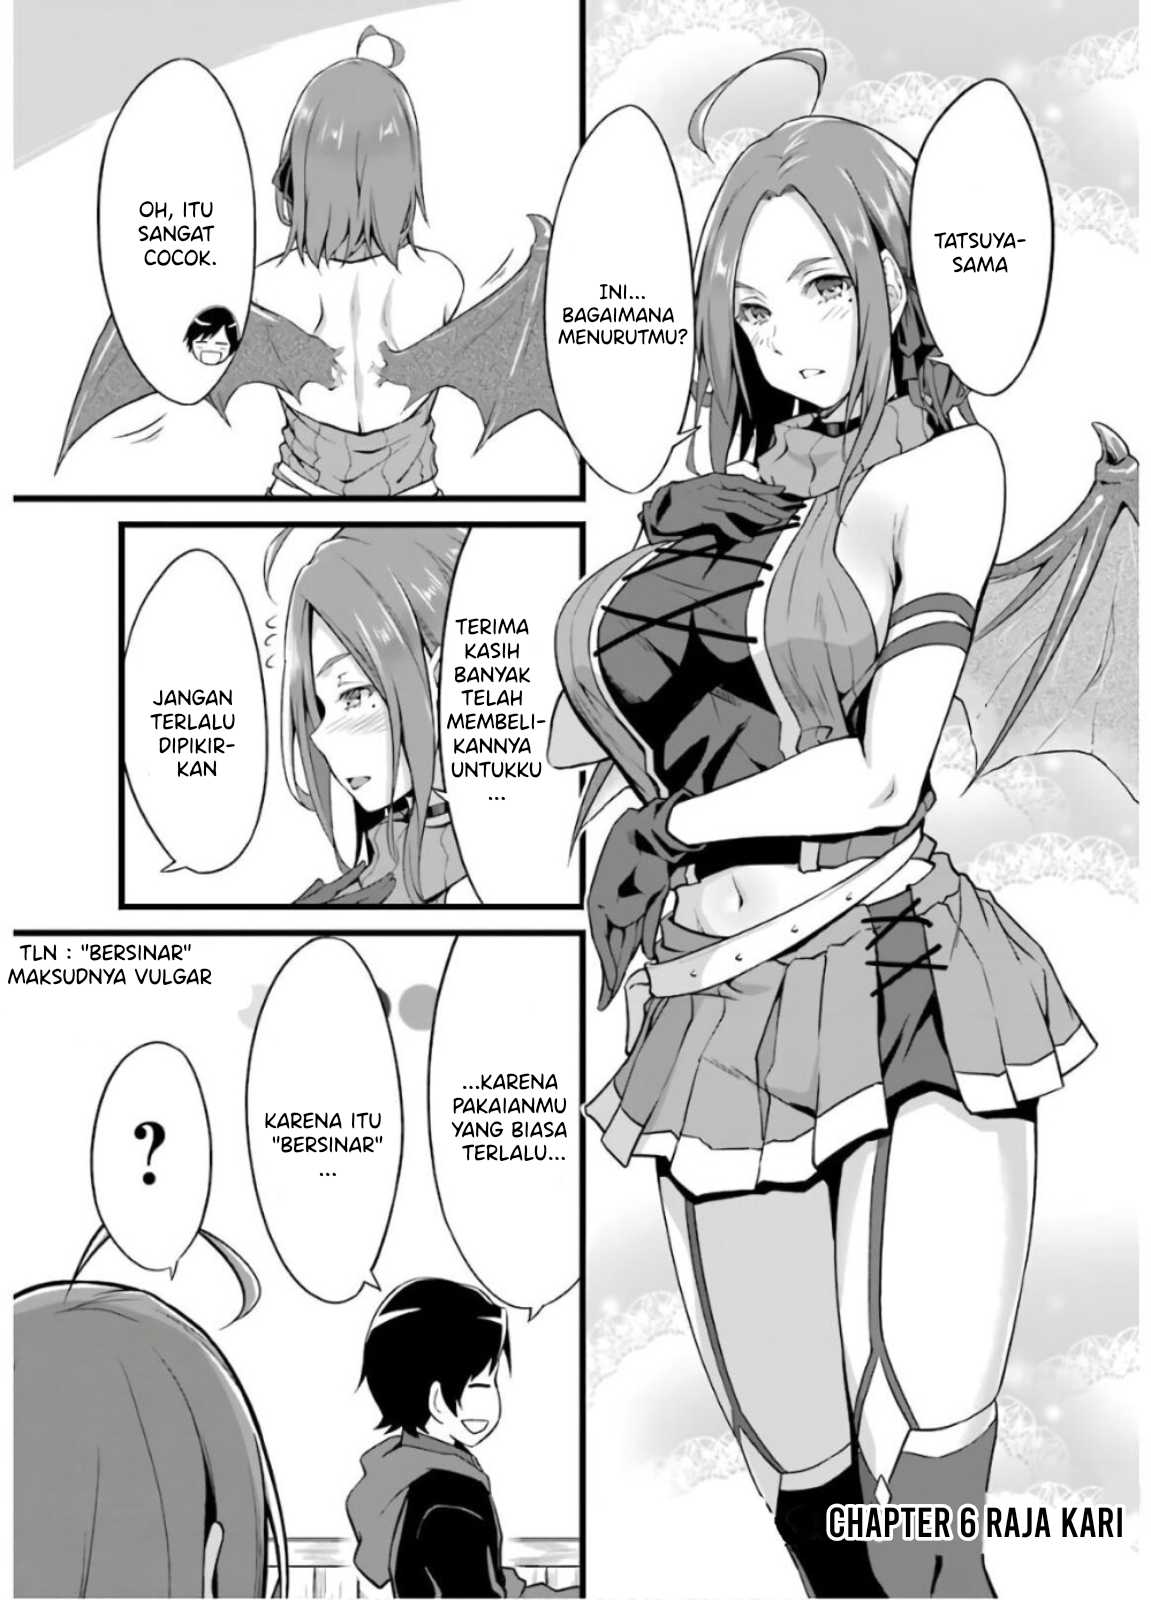 TATSUYA-
SAMA
INI...
BAGAIMANA
MENURUTMU?
OH, ITU
SANGAT
COCOK.
TERIMA
KASIH
BANYAK
TELAH
MEMBELI-
KANNYA
UNTUKKU
...
JANGAN
TERLALU
DIPIKIR-
KAN
TLN : "BERSINAR"
MAKSUDNYA VULGAR
...KARENA
PAKAIANMU
YANG BIASA
TERLALU...
KARENA ITU
"BERSINAR"
...
?
CHAPTER 6 RAJA KARI